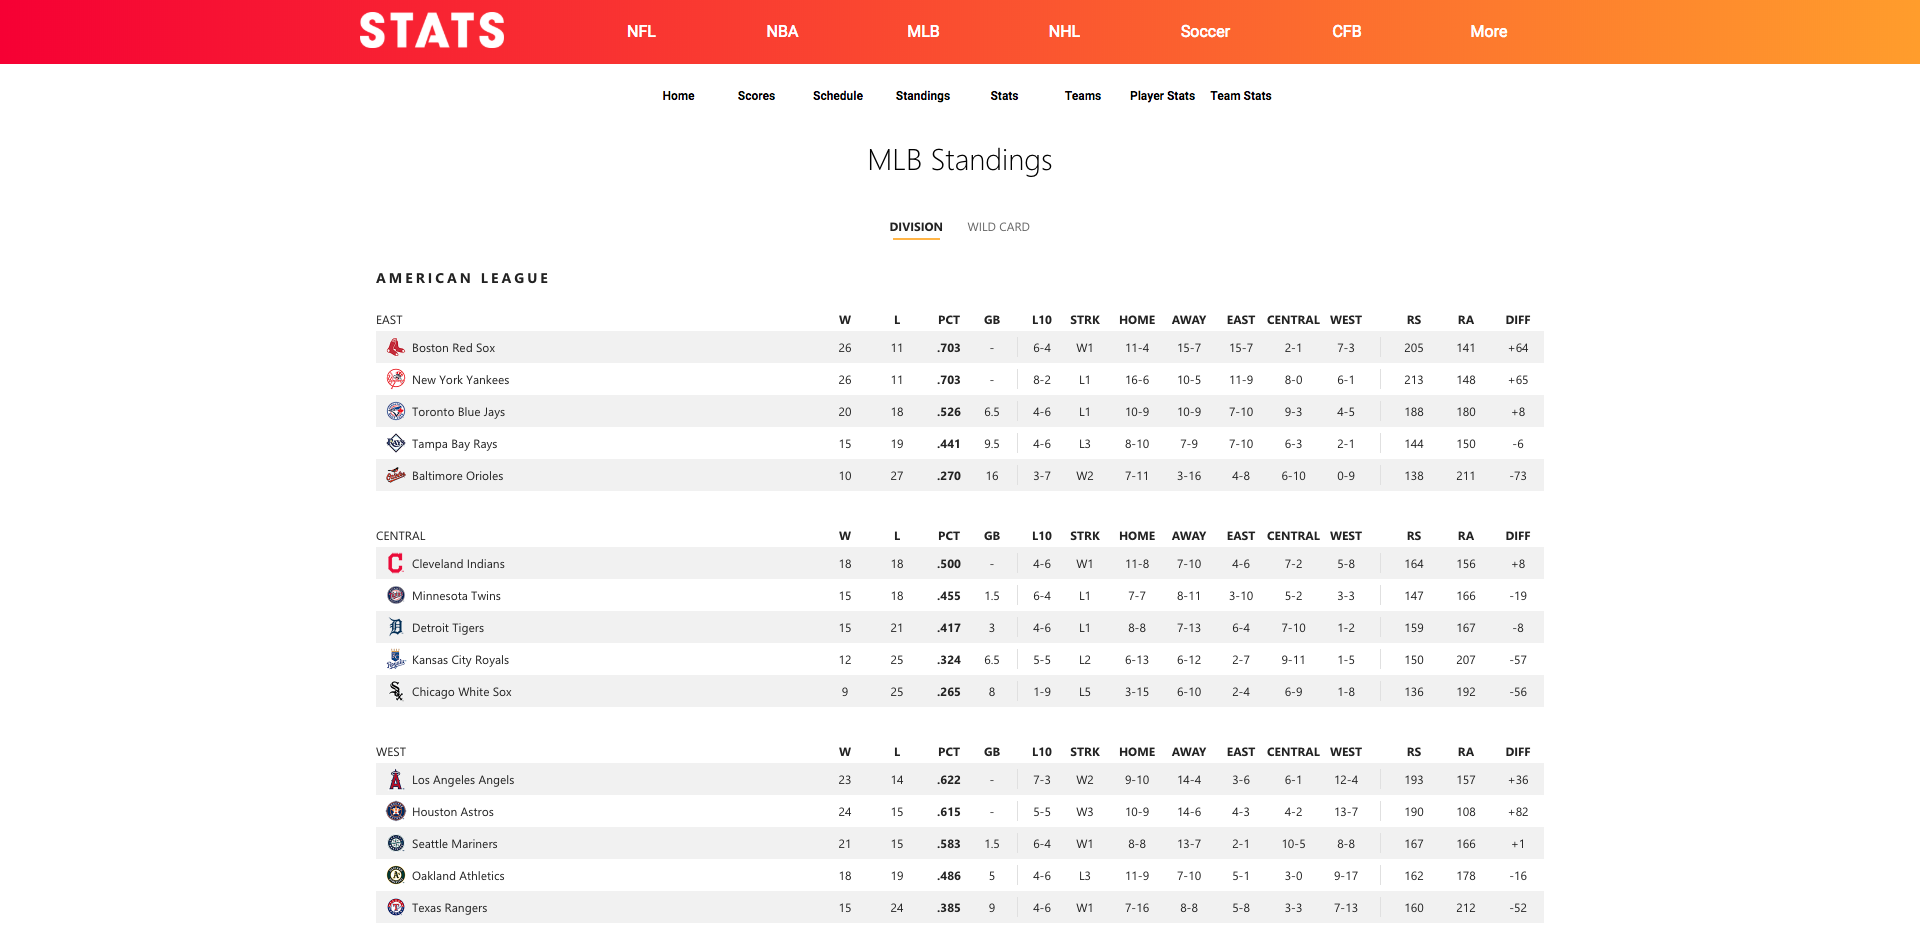 STATS NFL NBA MLB NHL Soccer CFB More
Home Scores Schedule Standings Stats Teams Player Stats Team Stats
MLB Standings
DIVISION WILD CARD
AMERICAN LEAGUE
EAST W L PCT GB L10 STRK HOME AWAY EAST CENTRAL WEST RS RA DIFF
Boston Red Sox 26 11 .703 - 6-4 W1 11-4 15-7 15-7 2-1 7-3 205 141 +64
New York Yankees 26 11 .703 - 8-2 L1 16-6 10-5 11-9 8-0 6-1 213 148 +65
Toronto Blue Jays 20 18 .526 6.5 4-6 L1 10-9 10-9 7-10 9-3 4-5 188 180 +8
Tampa Bay Rays 15 19 .441 9.5 4-6 L3 8-10 7-9 7-10 6-3 2-1 144 150 -6
Baltimore Orioles 10 27 .270 16 3-7 W2 7-11 3-16 4-8 6-10 0-9 138 211 -73
CENTRAL W L PCT GB L10 STRK HOME AWAY EAST CENTRAL WEST RS RA DIFF
Cleveland Indians 18 18 .500 - 4-6 W1 11-8 7-10 4-6 7-2 5-8 164 156 +8
Minnesota Twins 15 18 .455 1.5 6-4 L1 7-7 8-11 3-10 5-2 3-3 147 166 -19
Detroit Tigers 15 21 .417 3 4-6 L1 8-8 7-13 6-4 7-10 1-2 159 167 -8
Kansas City Royals 12 25 .324 6.5 5-5 L2 6-13 6-12 2-7 9-11 1-5 150 207 -57
Chicago White Sox 9 25 .265 8 1-9 L5 3-15 6-10 2-4 6-9 1-8 136 192 -56
WEST W L PCT GB L10 STRK HOME AWAY EAST CENTRAL WEST RS RA DIFF
Los Angeles Angels 23 14 .622 - 7-3 W2 9-10 14-4 3-6 6-1 12-4 193 157 +36
Houston Astros 24 15 .615 - 5-5 W3 10-9 14-6 4-3 4-2 13-7 190 108 +82
Seattle Mariners 21 15 .583 1.5 6-4 W1 8-8 13-7 2-1 10-5 8-8 167 166 +1
Oakland Athletics 18 19 .486 5 4-6 L3 11-9 7-10 5-1 3-0 9-17 162 178 -16
Texas Rangers 15 24 .385 9 4-6 W1 7-16 8-8 5-8 3-3 7-13 160 212 -52